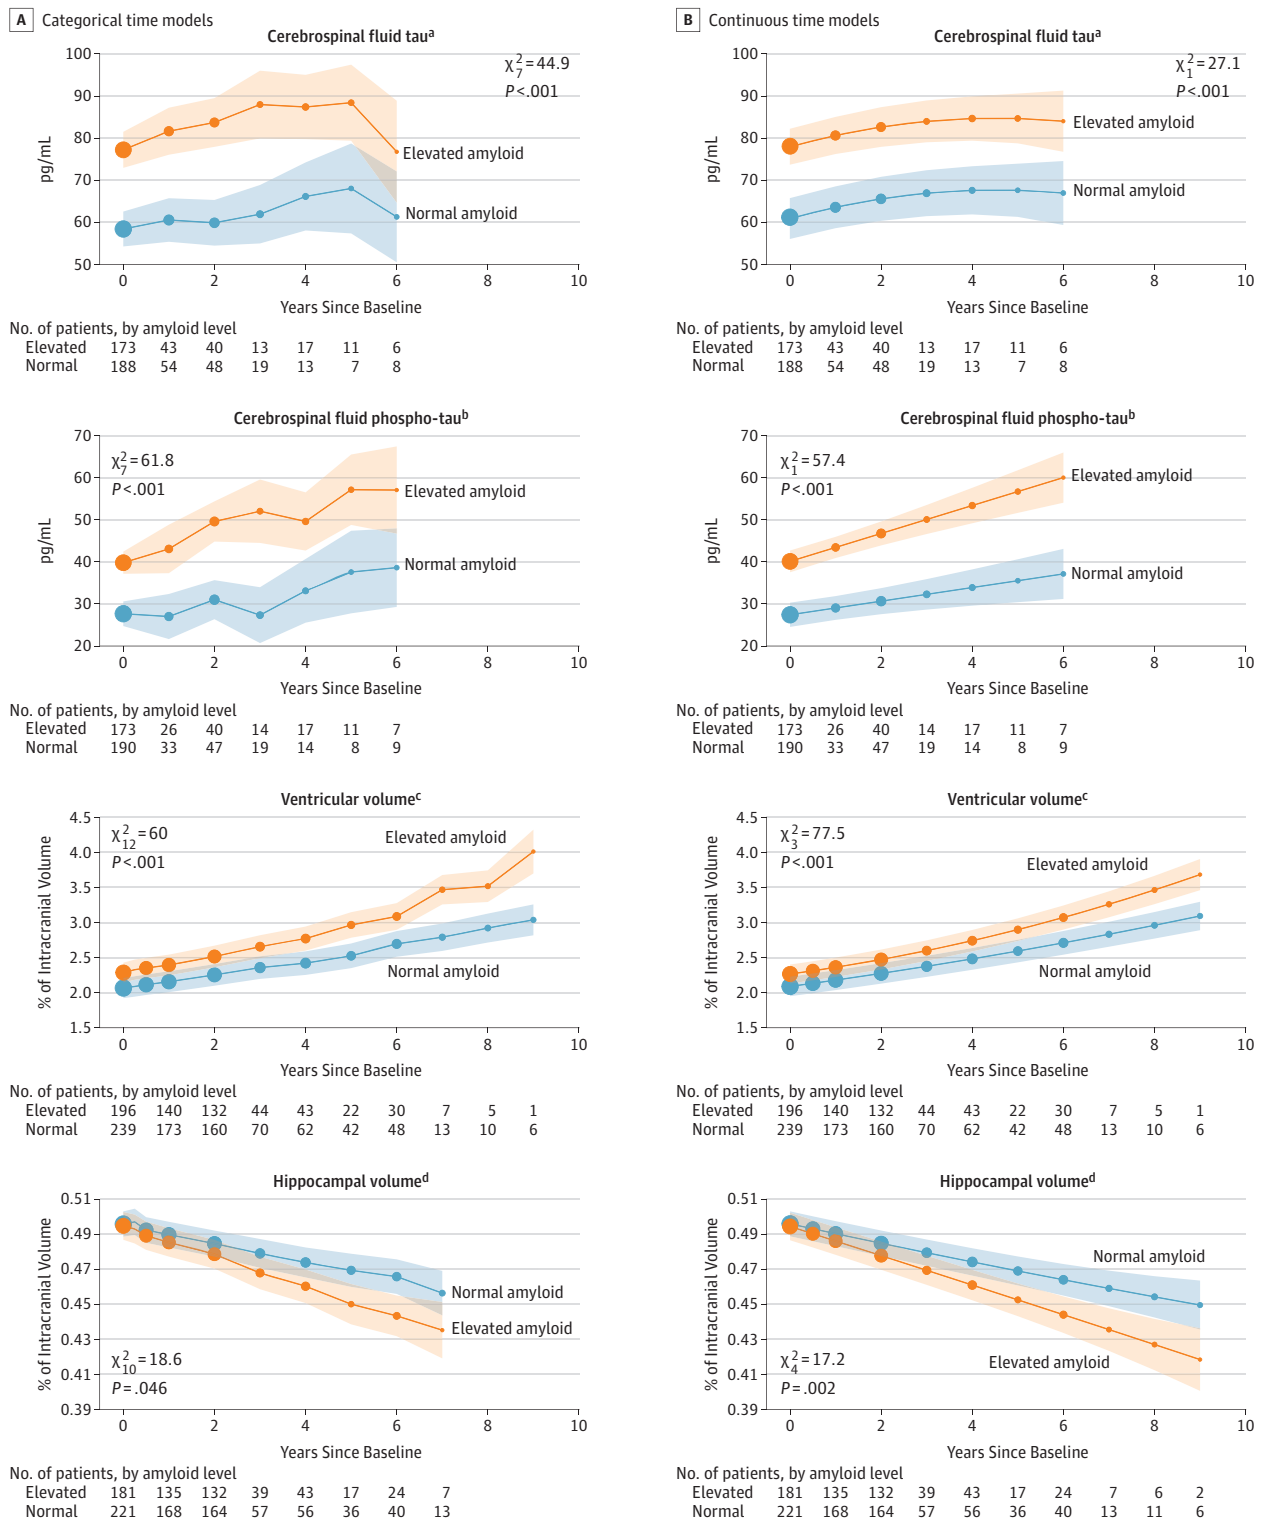 A Categorical time models
Cerebrospinal fluid tauᵃ
χ²₇=44.9
P<.001
100
90
80
70
60
50
pg/mL
Elevated amyloid
Normal amyloid
0 2 4 6 8 10
Years Since Baseline
No. of patients, by amyloid level
Elevated 173 43 40 13 17 11 6
Normal 188 54 48 19 13 7 8
Cerebrospinal fluid phospho-tauᵇ
χ²₇=61.8
P<.001
70
60
50
40
30
20
pg/mL
Elevated amyloid
Normal amyloid
0 2 4 6 8 10
Years Since Baseline
No. of patients, by amyloid level
Elevated 173 26 40 14 17 11 7
Normal 190 33 47 19 14 8 9
Ventricular volumeᶜ
χ²₁₂=60
P<.001
4.5
4.0
3.5
3.0
2.5
2.0
1.5
% of Intracranial Volume
Elevated amyloid
Normal amyloid
0 2 4 6 8 10
Years Since Baseline
No. of patients, by amyloid level
Elevated 196 140 132 44 43 22 30 7 5 1
Normal 239 173 160 70 62 42 48 13 10 6
Hippocampal volumeᵈ
0.51
0.49
0.47
0.45
0.43
0.41
0.39
% of Intracranial Volume
Normal amyloid
Elevated amyloid
χ²₁₀=18.6
P=.046
0 2 4 6 8 10
Years Since Baseline
No. of patients, by amyloid level
Elevated 181 135 132 39 43 17 24 7
Normal 221 168 164 57 56 36 40 13
B Continuous time models
Cerebrospinal fluid tauᵃ
χ²₁=27.1
P<.001
100
90
80
70
60
50
pg/mL
Elevated amyloid
Normal amyloid
0 2 4 6 8 10
Years Since Baseline
No. of patients, by amyloid level
Elevated 173 43 40 13 17 11 6
Normal 188 54 48 19 13 7 8
Cerebrospinal fluid phospho-tauᵇ
χ²₁=57.4
P<.001
70
60
50
40
30
20
pg/mL
Elevated amyloid
Normal amyloid
0 2 4 6 8 10
Years Since Baseline
No. of patients, by amyloid level
Elevated 173 26 40 14 17 11 7
Normal 190 33 47 19 14 8 9
Ventricular volumeᶜ
χ²₃=77.5
P<.001
4.5
4.0
3.5
3.0
2.5
2.0
1.5
% of Intracranial Volume
Elevated amyloid
Normal amyloid
0 2 4 6 8 10
Years Since Baseline
No. of patients, by amyloid level
Elevated 196 140 132 44 43 22 30 7 5 1
Normal 239 173 160 70 62 42 48 13 10 6
Hippocampal volumeᵈ
0.51
0.49
0.47
0.45
0.43
0.41
0.39
% of Intracranial Volume
Normal amyloid
Elevated amyloid
χ²₄=17.2
P=.002
0 2 4 6 8 10
Years Since Baseline
No. of patients, by amyloid level
Elevated 181 135 132 39 43 17 24 7 6 2
Normal 221 168 164 57 56 36 40 13 11 6